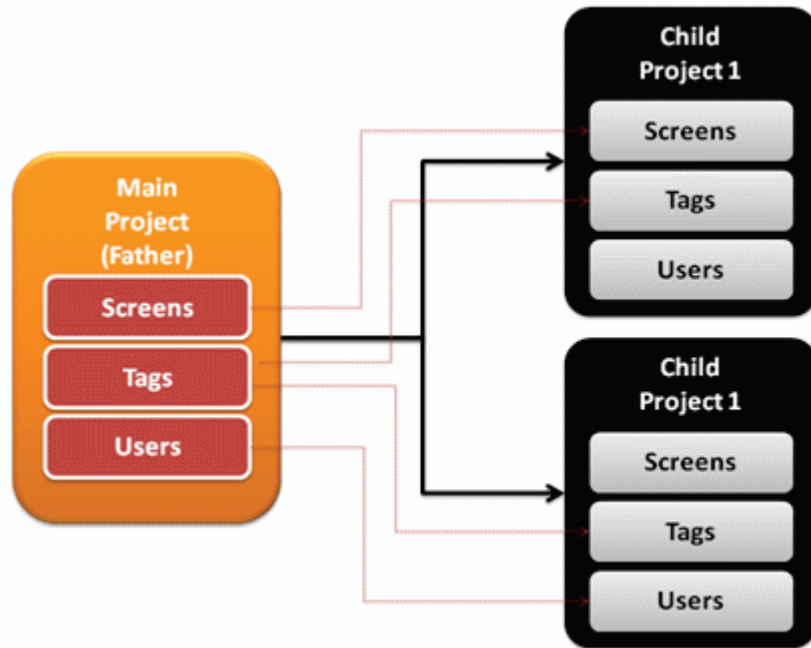 Main
Project
(Father)
Screens
Tags
Users
Child
Project 1
Screens
Tags
Users
Child
Project 1
Screens
Tags
Users